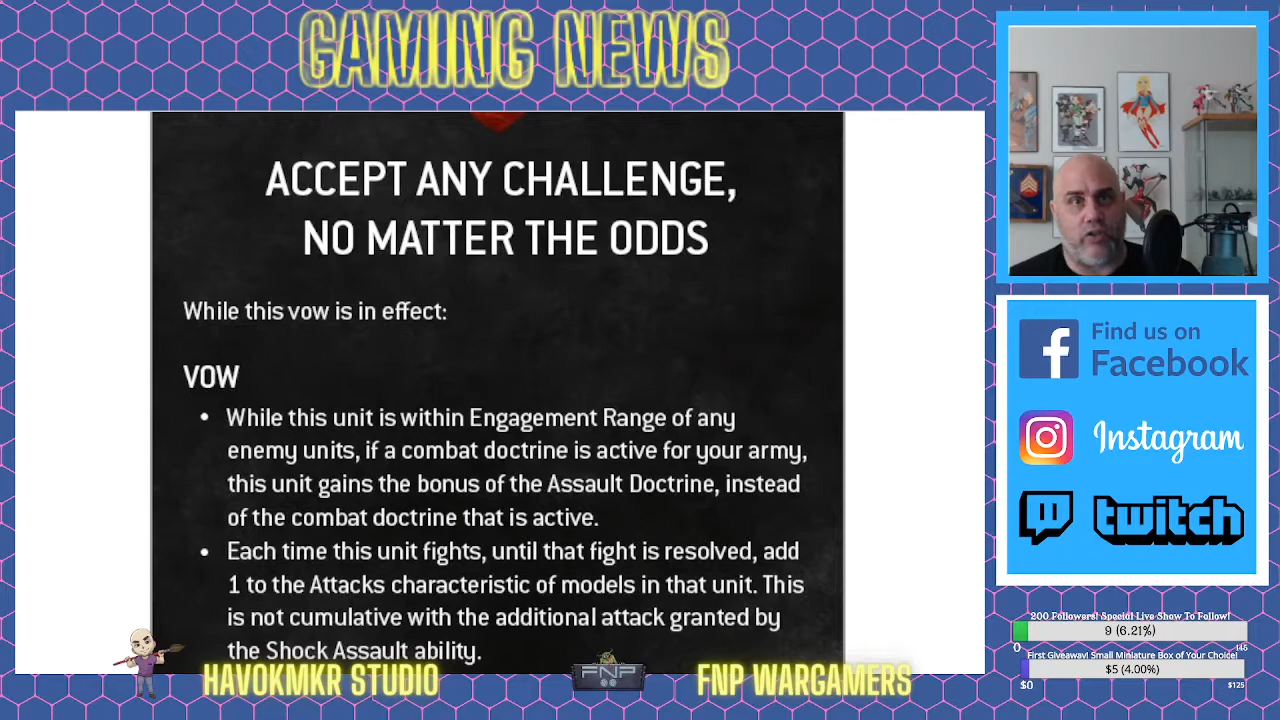 GAMING NEWS
ACCEPT ANY CHALLENGE,
NO MATTER THE ODDS
While this vow is in effect:
VOW
• While this unit is within Engagement Range of any
enemy units, if a combat doctrine is active for your army,
this unit gains the bonus of the Assault Doctrine, instead
of the combat doctrine that is active.
• Each time this unit fights, until that fight is resolved, add
1 to the Attacks characteristic of models in that unit. This
is not cumulative with the additional attack granted by
the Shock Assault ability.
HAVOKMKR STUDIO
FNP
FNP WARGAMERS
Find us on
Facebook
Instagram
twitch
200 Followers! Special Live Show To Follow!
9 (6.21%)
0
145
First Giveaway! Small Miniature Box of Your Choice!
$5 (4.00%)
$0
$125